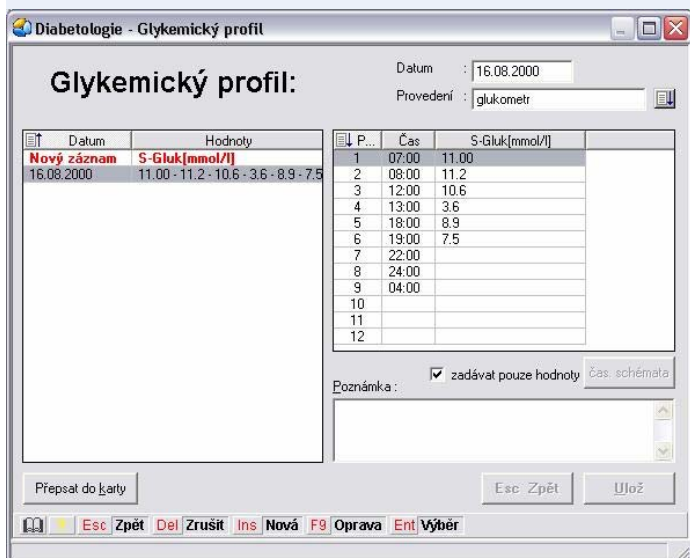 Diabetologie - Glykemický profil
Glykemický profil:
Datum : 16.08.2000
Provedení : glukometr
Datum Hodnoty
Nový záznam S-Gluk[mmol/l]
16.08.2000 11.00 - 11.2 - 10.6 - 3.6 - 8.9 - 7.5
P... Čas S-Gluk[mmol/l]
1 07:00 11.00
2 08:00 11.2
3 12:00 10.6
4 13:00 3.6
5 18:00 8.9
6 19:00 7.5
7 22:00
8 24:00
9 04:00
10
11
12
zadávat pouze hodnoty
čas. schémata
Poznámka :
Přepsat do karty
Esc Zpět
Ulož
Esc Zpět Del Zrušit Ins Nová F9 Oprava Ent Výběr